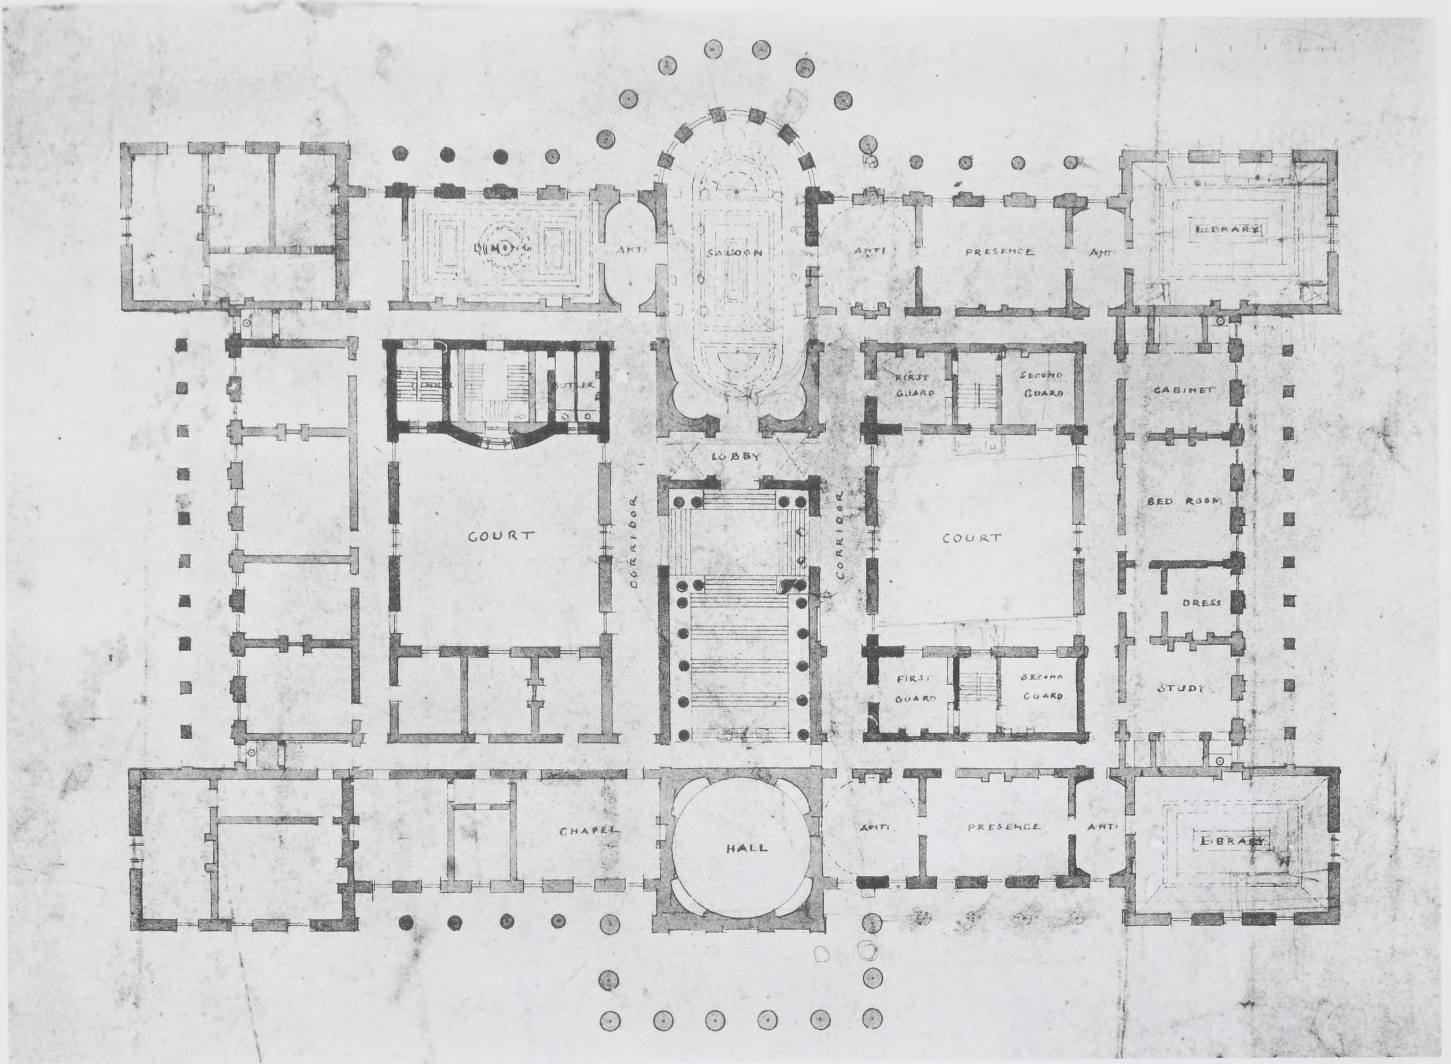 DINING
ANTI
SALOON
ANTI
PRESENCE
ANTI
LIBRARY
BUTLER
FIRST
GUARD
SECOND
GUARD
CABINET
LOBBY
BED ROOM
CORRIDOR
CORRIDOR
COURT
COURT
DRESS
FIRST
GUARD
SECOND
GUARD
STUDY
CHAPEL
HALL
ANTI
PRESENCE
ANTI
LIBRARY